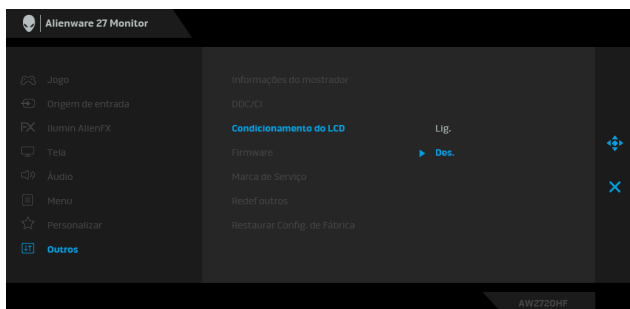 Alienware 27 Monitor
Jogo
Informações do mostrador
Origem de entrada
DDC/CI
Ilumin AlienFX
Condicionamento do LCD
Lig.
Tela
Firmware
Des.
Áudio
Marca de Serviço
Menu
Redef outros
Personalizar
Restaurar Config. de Fábrica
Outros
AW2720HF